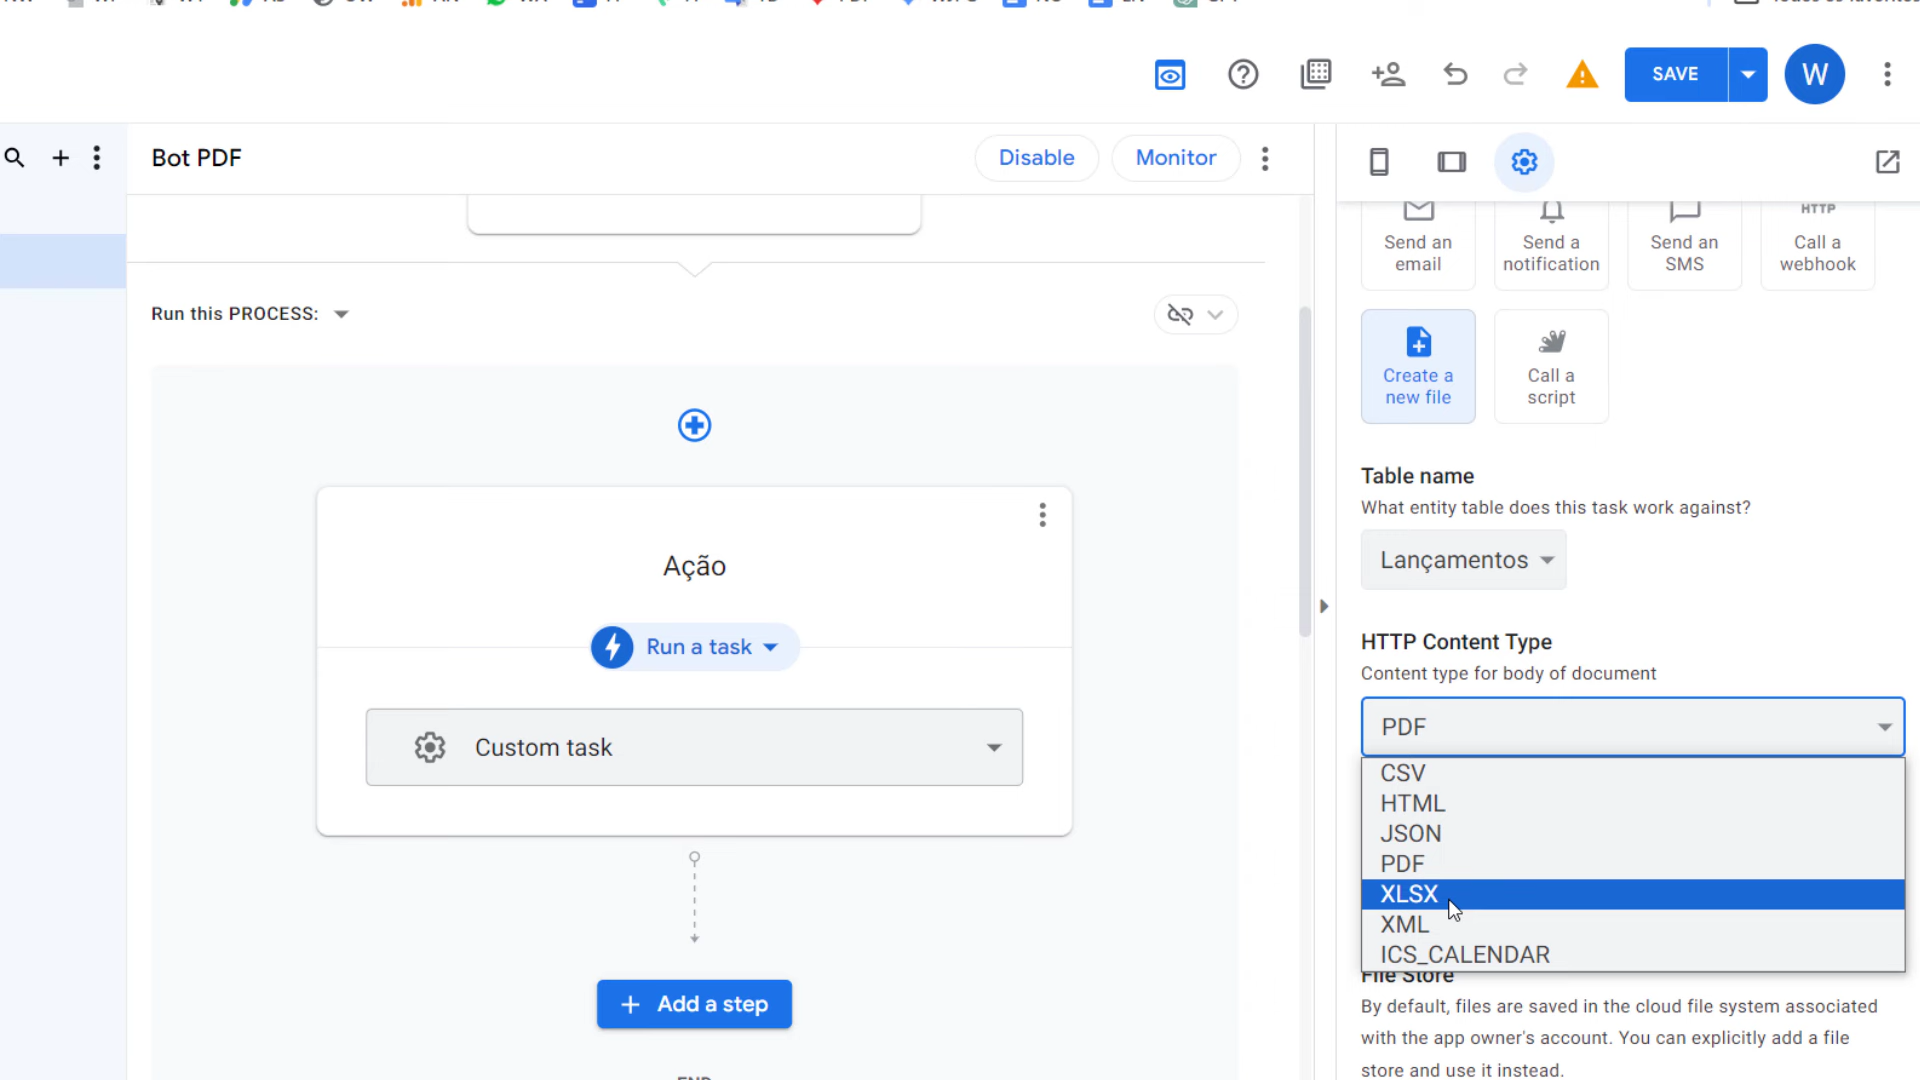 SAVE
W
Bot PDF
Disable
Monitor
Send an
email
Send a
notification
Send an
SMS
HTTP
Call a
webhook
Run this PROCESS:
Create a
new file
Call a
script
Table name
What entity table does this task work against?
Lançamentos
Ação
Run a task
Custom task
HTTP Content Type
Content type for body of document
PDF
CSV
HTML
JSON
PDF
XLSX
XML
ICS_CALENDAR
File Store
By default, files are saved in the cloud file system associated
with the app owner's account. You can explicitly add a file
store and use it instead.
Add a step
END